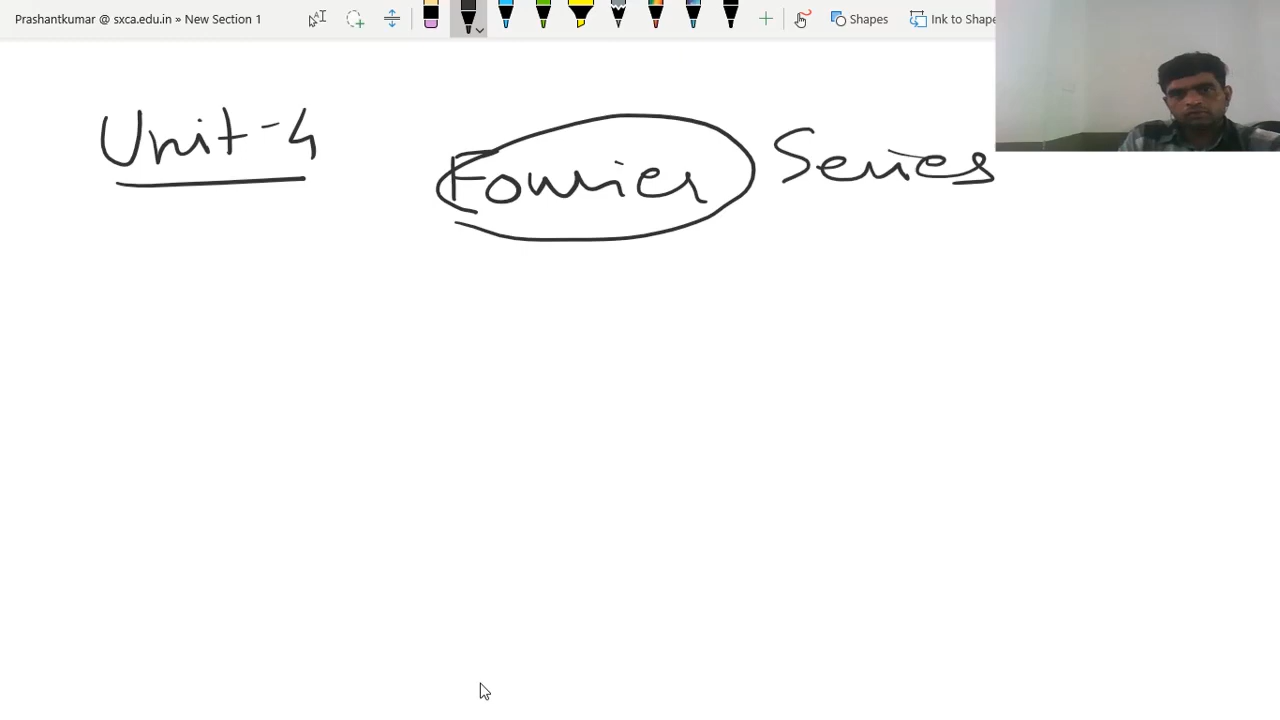 Prashantkumar @ sxca.edu.in » New Section 1
Shapes
Ink to Shape
Unit-4
Fourier Series